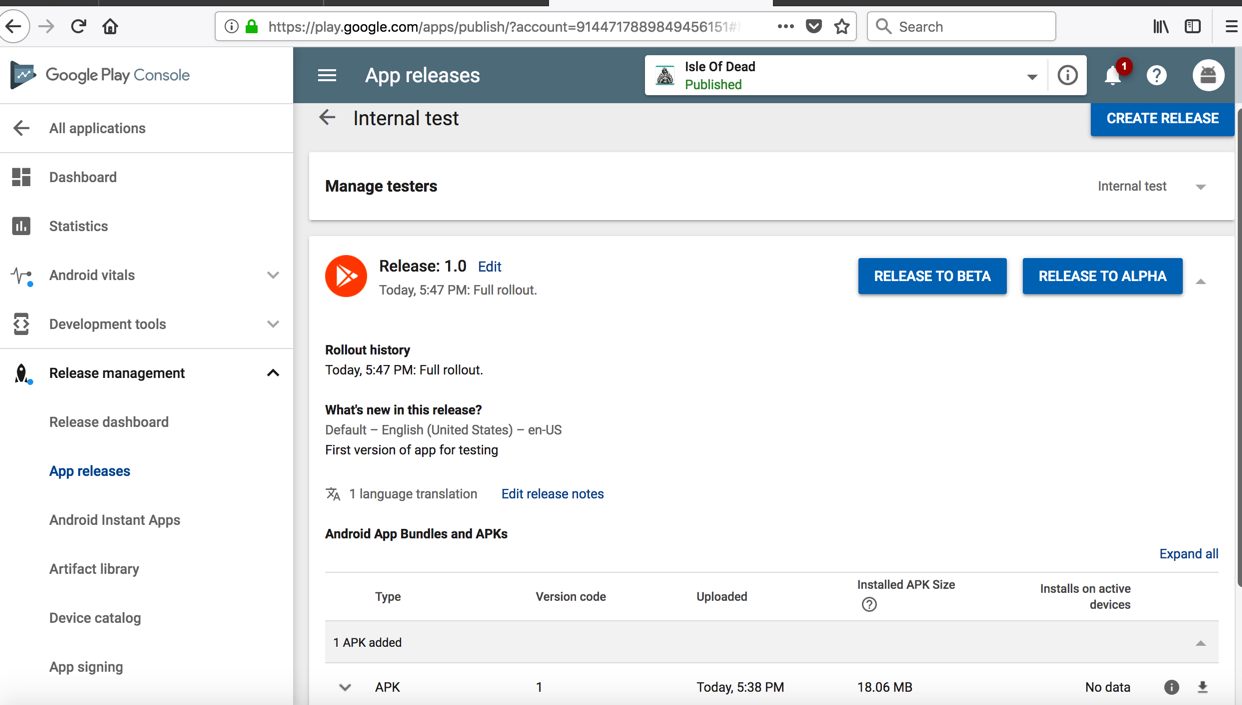 https://play.google.com/apps/publish/?account=9144717889849456151#
Search
Google Play Console
App releases
Isle Of Dead
Published
1
All applications
Internal test
CREATE RELEASE
Dashboard
Statistics
Android vitals
Development tools
Release management
Release dashboard
App releases
Android Instant Apps
Artifact library
Device catalog
App signing
Manage testers
Internal test
Release: 1.0 Edit
Today, 5:47 PM: Full rollout.
RELEASE TO BETA
RELEASE TO ALPHA
Rollout history
Today, 5:47 PM: Full rollout.
What's new in this release?
Default – English (United States) – en-US
First version of app for testing
1 language translation Edit release notes
Android App Bundles and APKs
Expand all
Type Version code Uploaded Installed APK Size Installs on active devices
1 APK added
APK 1 Today, 5:38 PM 18.06 MB No data